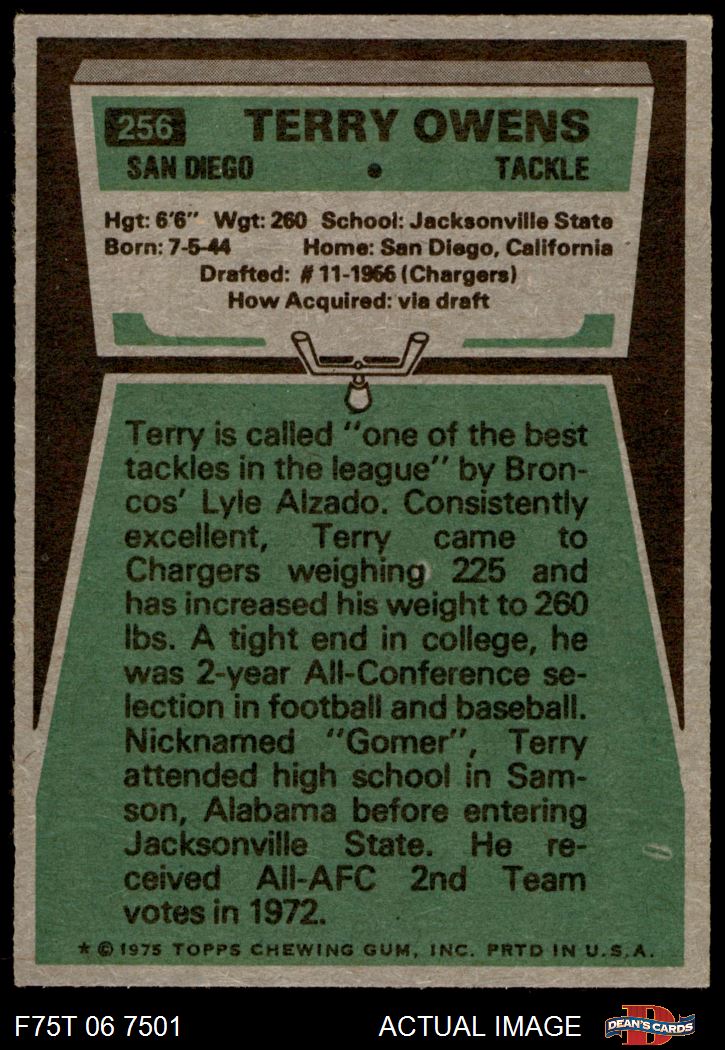 256 TERRY OWENS
SAN DIEGO • TACKLE
Hgt: 6'6" Wgt: 260 School: Jacksonville State
Born: 7-5-44 Home: San Diego, California
Drafted: #11-1966 (Chargers)
How Acquired: via draft
Terry is called "one of the best
tackles in the league" by Bron-
cos' Lyle Alzado. Consistently
excellent, Terry came to
Chargers weighing 225 and
has increased his weight to 260
lbs. A tight end in college, he
was 2-year All-Conference se-
lection in football and baseball.
Nicknamed "Gomer", Terry
attended high school in Sam-
son, Alabama before entering
Jacksonville State. He re-
ceived All-AFC 2nd Team
votes in 1972.
* © 1975 TOPPS CHEWING GUM, INC. PRTD IN U.S.A.
F75T 06 7501 ACTUAL IMAGE DEAN'S CARDS